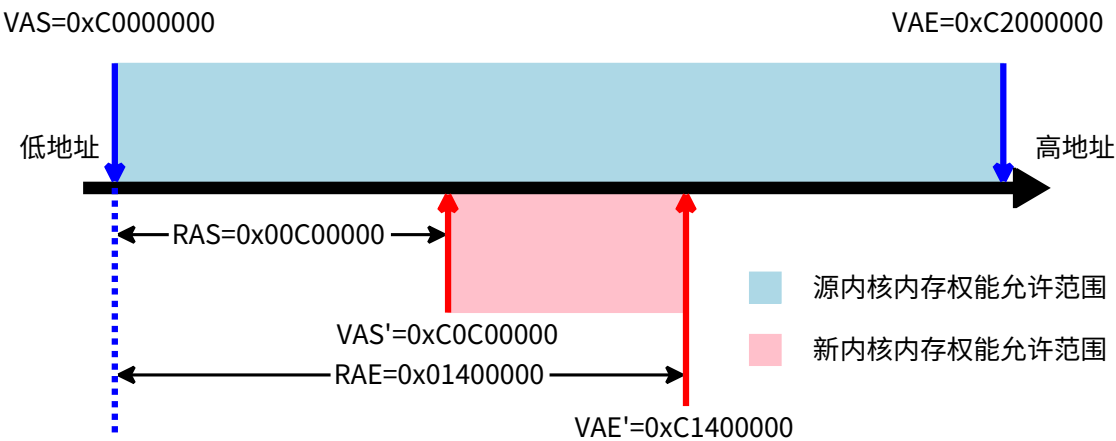 VAS=0xC0000000
VAE=0xC2000000
低地址
高地址
RAS=0x00C00000
源内核内存权能允许范围
VAS'=0xC0C00000
新内核内存权能允许范围
RAE=0x01400000
VAE'=0xC1400000